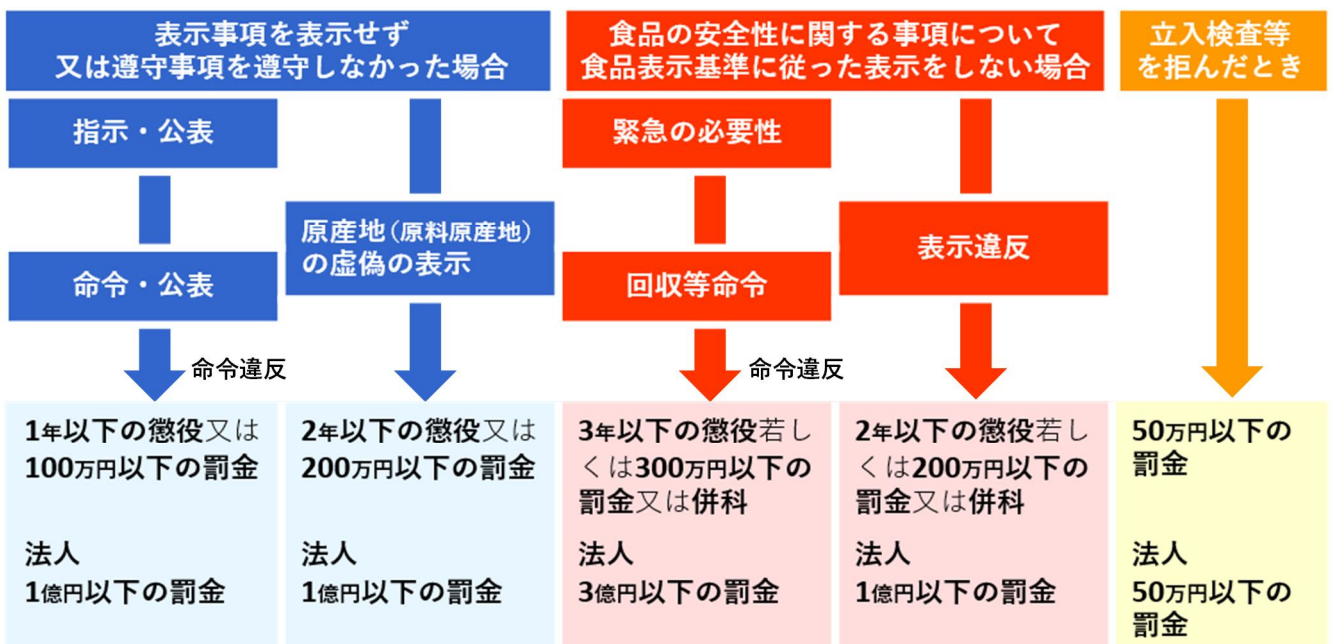 表示事項を表示せず
又は遵守事項を遵守しなかった場合
食品の安全性に関する事項について
食品表示基準に従った表示をしない場合
立入検査等
を拒んだとき
指示・公表
緊急の必要性
原産地(原料原産地)
の虚偽の表示
表示違反
命令・公表
回収等命令
命令違反
命令違反
1年以下の懲役又は
100万円以下の罰金
法人
1億円以下の罰金
2年以下の懲役又は
200万円以下の罰金
法人
1億円以下の罰金
3年以下の懲役若し
くは300万円以下の
罰金又は併科
法人
3億円以下の罰金
2年以下の懲役若し
くは200万円以下の
罰金又は併科
法人
1億円以下の罰金
50万円以下の
罰金
法人
50万円以下の
罰金